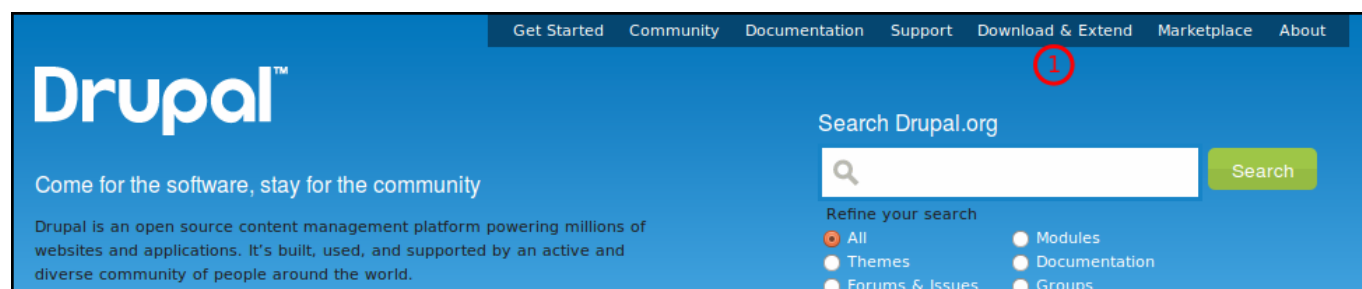 Get Started Community Documentation Support Download & Extend Marketplace About
1
Drupal™
Search Drupal.org
Search
Come for the software, stay for the community
Drupal is an open source content management platform powering millions of
websites and applications. It's built, used, and supported by an active and
diverse community of people around the world.
Refine your search
All Modules
Themes Documentation
Forums & Issues Groups